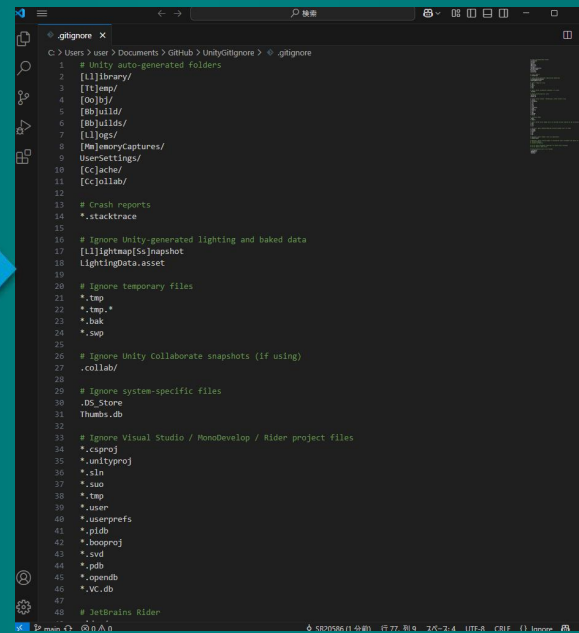 検索
.gitignore
C: > Users > user > Documents > GitHub > UnityGitIgnore > .gitignore
1 # Unity auto-generated folders
2 [Ll]ibrary/
3 [Tt]emp/
4 [Oo]bj/
5 [Bb]uild/
6 [Bb]uilds/
7 [Ll]ogs/
8 [Mm]emoryCaptures/
9 UserSettings/
10 [Cc]ache/
11 [Cc]ollab/
12
13 # Crash reports
14 *.stacktrace
15
16 # Ignore Unity-generated lighting and baked data
17 [Ll]ightmap[Ss]napshot
18 LightingData.asset
19
20 # Ignore temporary files
21 *.tmp
22 *.tmp.*
23 *.bak
24 *.swp
25
26 # Ignore Unity Collaborate snapshots (if using)
27 .collab/
28
29 # Ignore system-specific files
30 .DS_Store
31 Thumbs.db
32
33 # Ignore Visual Studio / MonoDevelop / Rider project files
34 *.csproj
35 *.unityproj
36 *.sln
37 *.suo
38 *.tmp
39 *.user
40 *.userprefs
41 *.pidb
42 *.booproj
43 *.svd
44 *.pdb
45 *.opendb
46 *.VC.db
47
48 # JetBrains Rider
main 0 0 SR20586 (1 分前) 行 77, 列 9 スペース: 4 UTF-8 CRLF Ignore